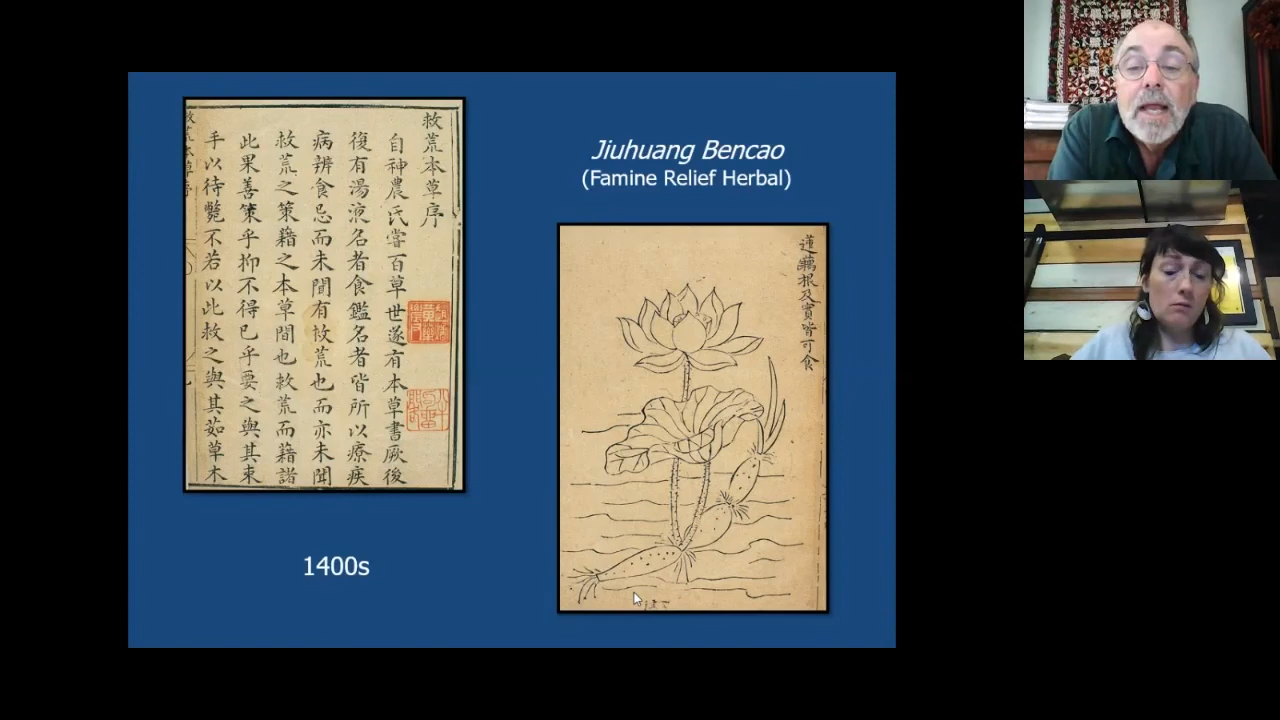 救荒本草序
自神農氏嘗百草世遂有本草書厥後
復有湯液名者食鑑名者皆所以療疾
病辨食忌而未聞有救荒也而亦未聞
救荒之策藉之本草間也救荒而藉諸
此果善策乎抑不得已乎要之與其束
手以待斃不若以此救之與其茹草木
Jiuhuang Bencao
(Famine Relief Herbal)
蓮藕根及實皆可食
1400s